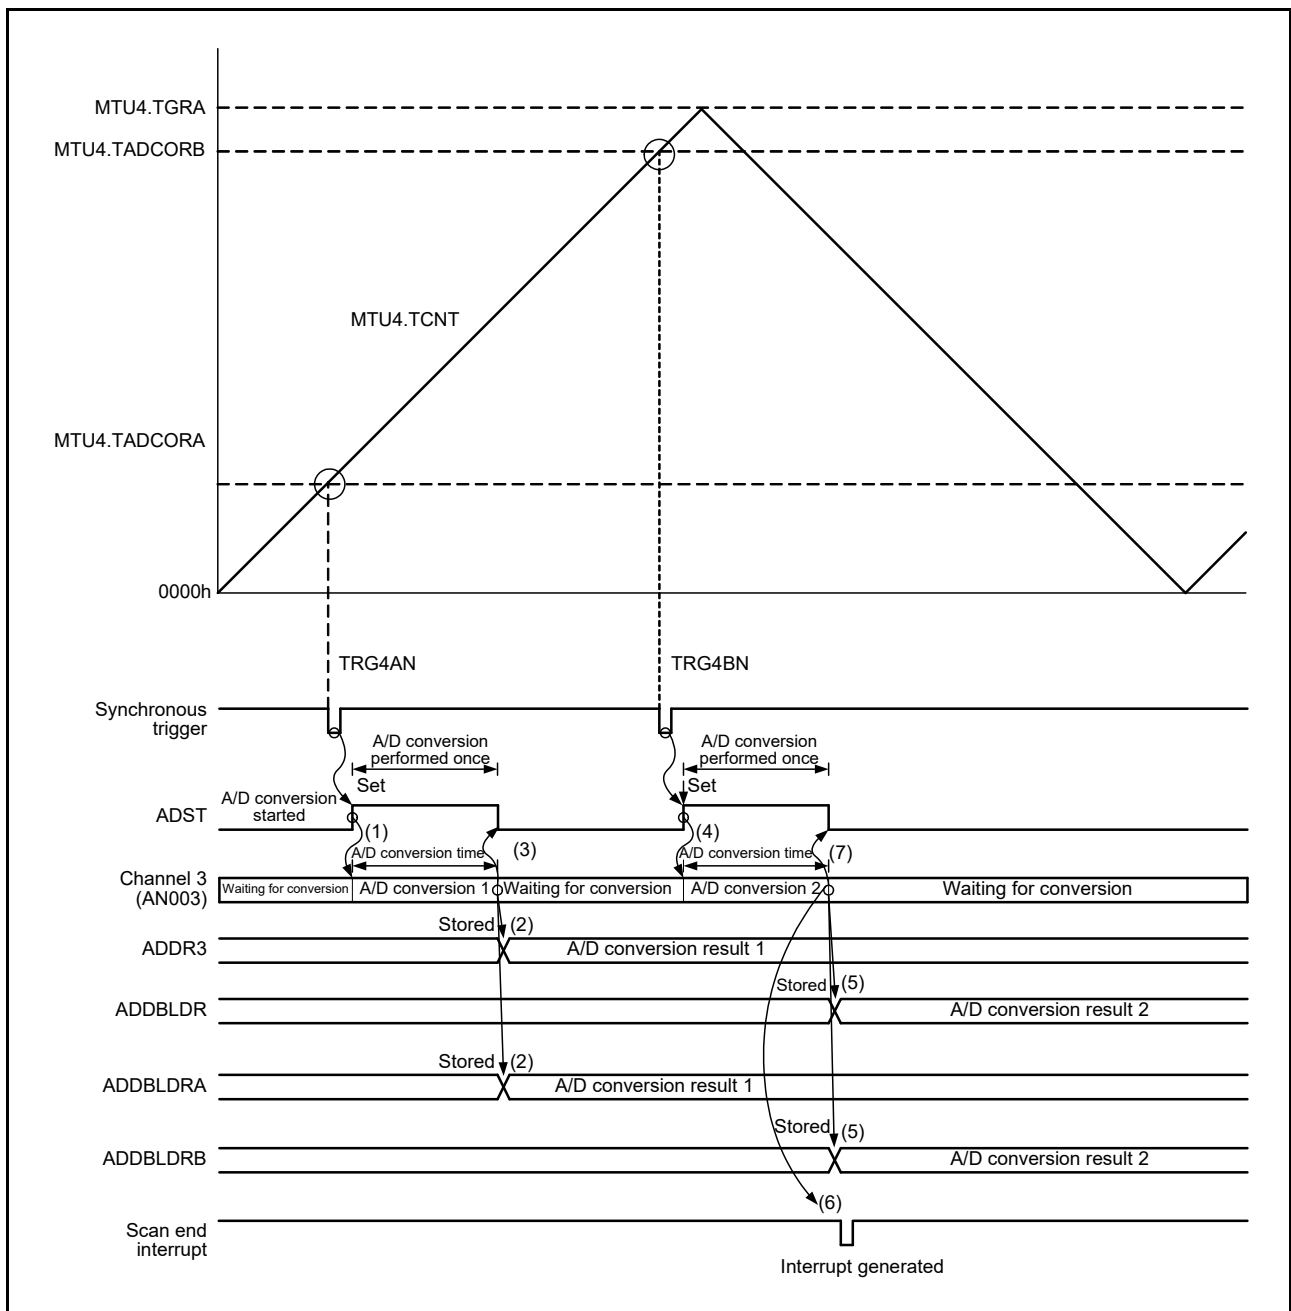 MTU4.TGRA
MTU4.TADCORB
MTU4.TCNT
MTU4.TADCORA
0000h
TRG4AN
TRG4BN
Synchronous
trigger
A/D conversion
performed once
A/D conversion
performed once
Set
Set
A/D conversion
started
ADST
(1)
(4)
A/D conversion time
(3)
A/D conversion time
(7)
Channel 3
(AN003)
Waiting for conversion
A/D conversion 1
Waiting for conversion
A/D conversion 2
Waiting for conversion
Stored
(2)
ADDR3
A/D conversion result 1
Stored
(5)
ADDBLDR
A/D conversion result 2
Stored
(2)
ADDBLDRA
A/D conversion result 1
Stored
(5)
ADDBLDRB
A/D conversion result 2
(6)
Scan end
interrupt
Interrupt generated